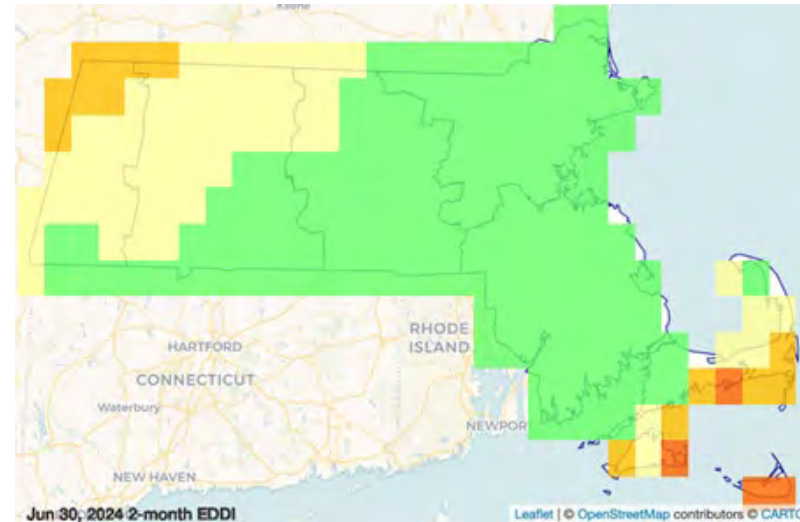 Keene
RHODE
ISLAND
HARTFORD
CONNECTICUT
Waterbury
NEWPOR
NEW HAVEN
Jun 30, 2024 2-month EDDI
Leaflet | © OpenStreetMap contributors © CARTO